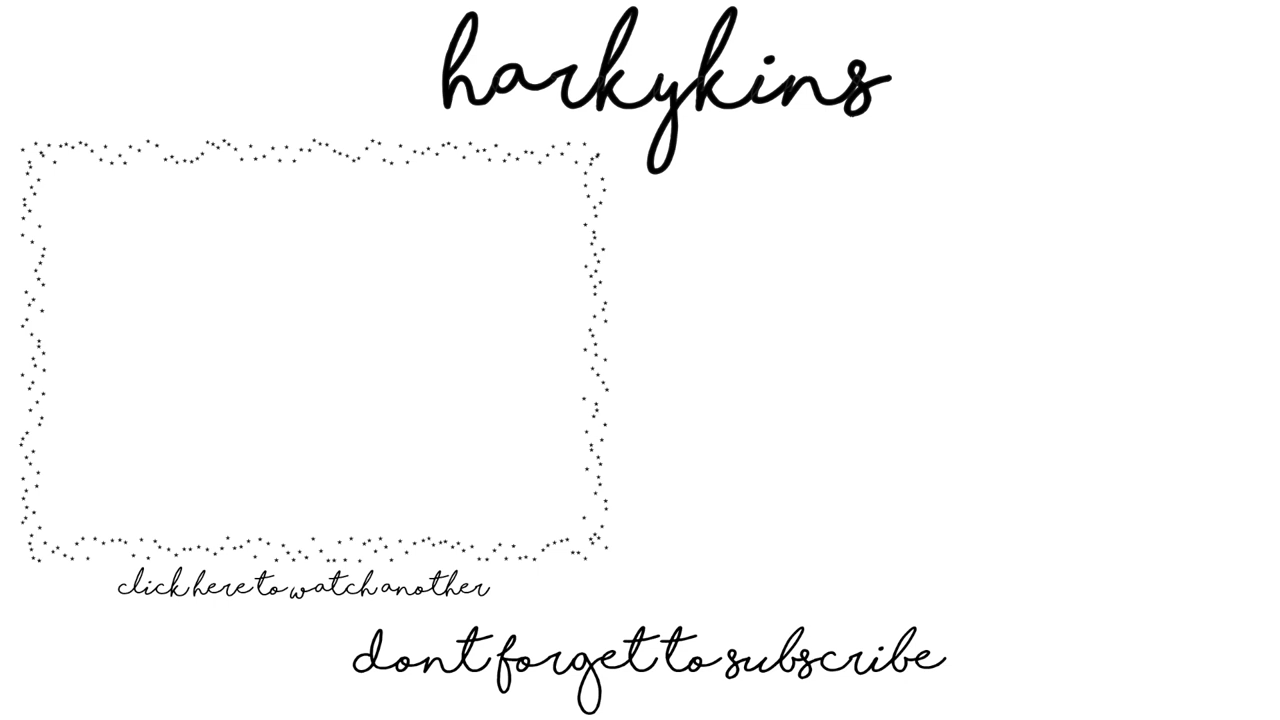 harkykins
click here to watch another
dont forget to subscribe